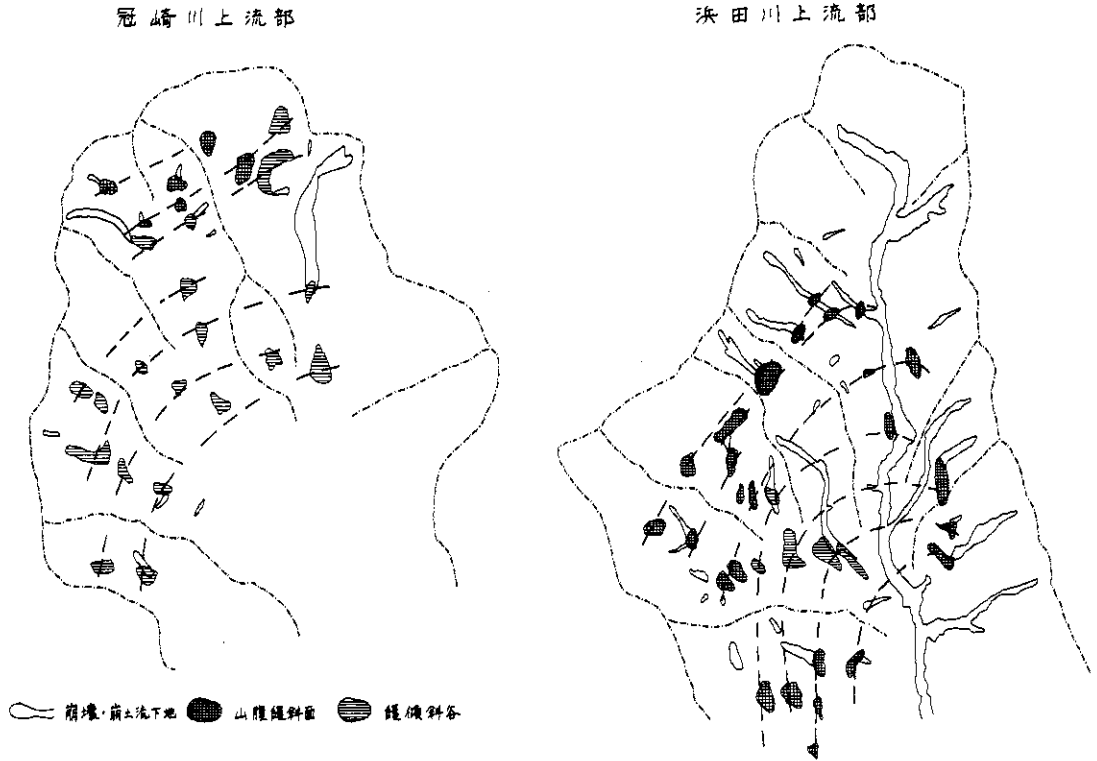 冠崎川上流部
浜田川上流部
崩壊・崩土流下地
山腹緩斜面
緩傾斜谷